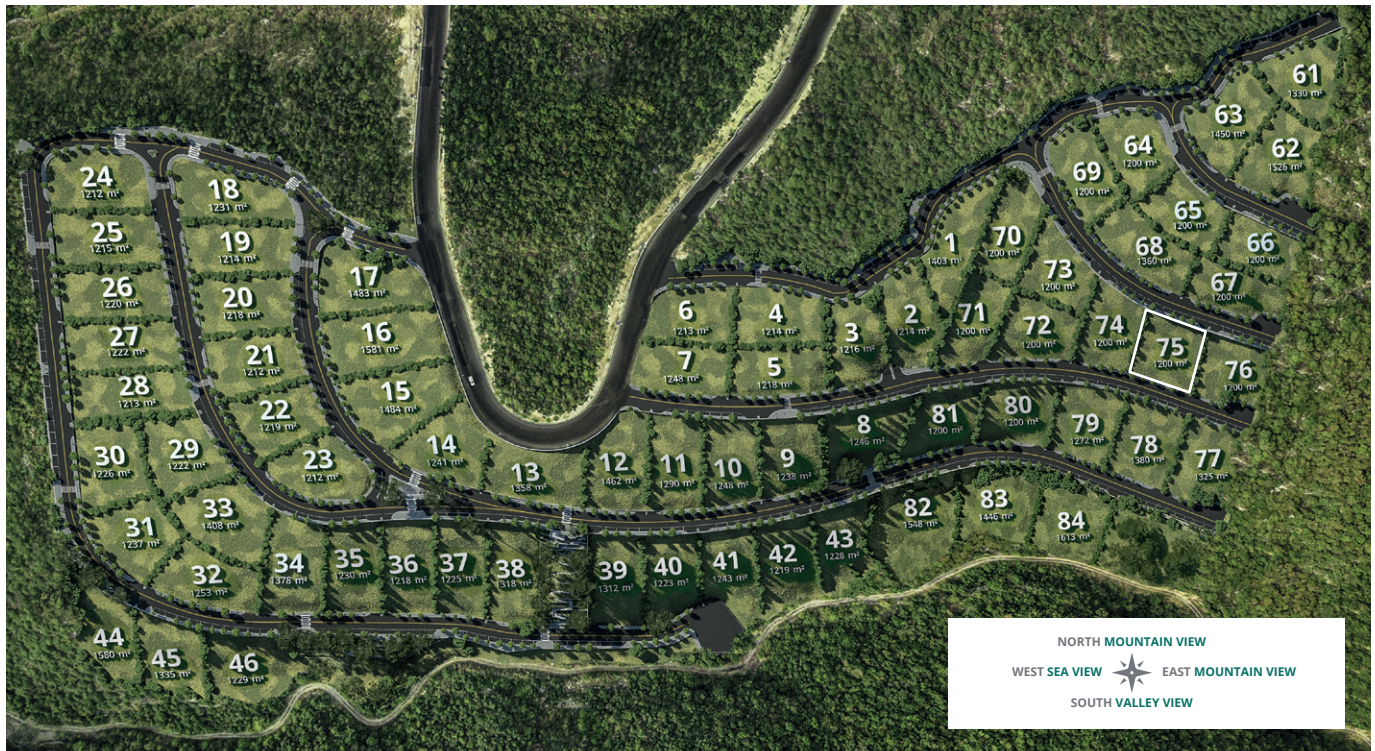 61
1330 m²
63
1450 m²
62
1526 m²
64
1200 m²
69
1200 m²
65
1200 m²
66
1200 m²
68
1360 m²
67
1200 m²
1
1403 m²
70
1200 m²
73
1200 m²
24
1212 m²
18
1231 m²
25
1215 m²
19
1214 m²
17
1483 m²
26
1220 m²
20
1218 m²
16
1581 m²
27
1222 m²
21
1212 m²
15
1484 m²
28
1213 m²
22
1219 m²
14
1241 m²
30
1226 m²
29
1222 m²
23
1212 m²
13
1358 m²
6
1213 m²
4
1214 m²
3
1216 m²
2
1214 m²
71
1200 m²
72
1200 m²
74
1200 m²
75
1200 m²
76
1200 m²
7
1248 m²
5
1218 m²
12
1462 m²
11
1290 m²
10
1248 m²
9
1238 m²
8
1246 m²
81
1200 m²
80
1200 m²
79
1272 m²
78
1380 m²
77
1325 m²
31
1237 m²
33
1408 m²
32
1253 m²
34
1378 m²
35
1230 m²
36
1218 m²
37
1225 m²
38
318 m²
39
1312 m²
40
1223 m²
41
1243 m²
42
1219 m²
43
1228 m²
82
1548 m²
83
1446 m²
84
1613 m²
44
1580 m²
45
1335 m²
46
1229 m²
NORTH MOUNTAIN VIEW
WEST SEA VIEW EAST MOUNTAIN VIEW
SOUTH VALLEY VIEW